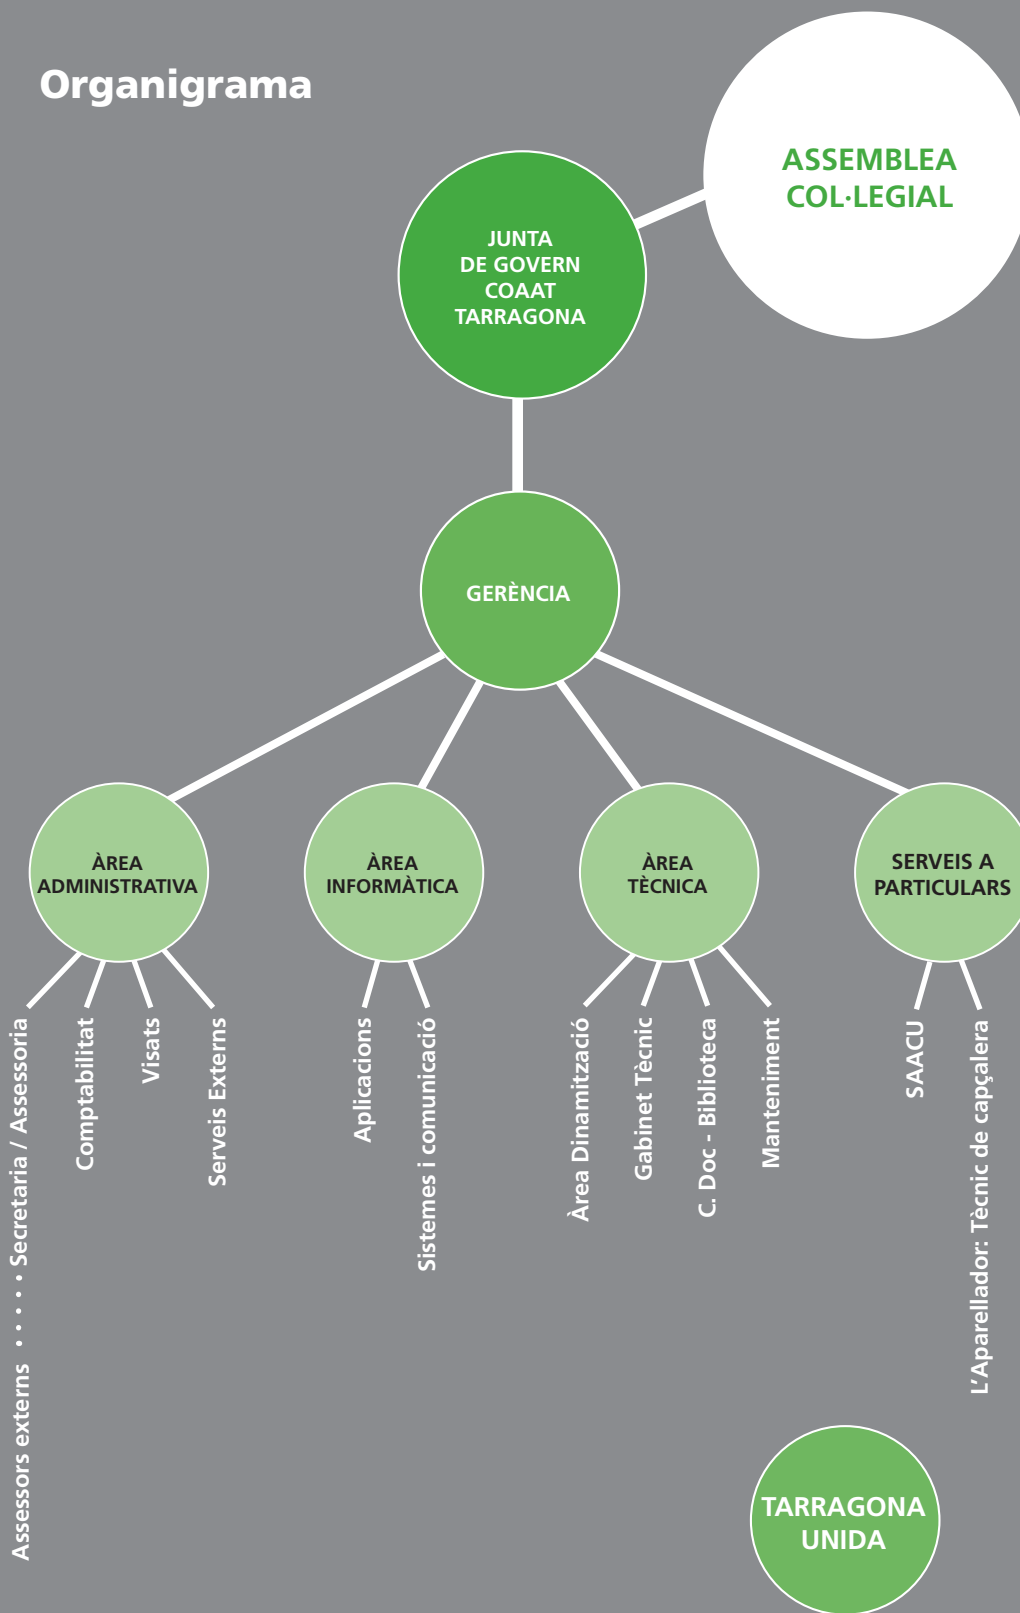 Organigrama
ASSEMBLEA
COL·LEGIAL
JUNTA
DE GOVERN
COAAT
TARRAGONA
GERÈNCIA
ÀREA
ADMINISTRATIVA
ÀREA
INFORMÀTICA
ÀREA
TÈCNICA
SERVEIS A
PARTICULARS
Assessors externs · · · · · Secretaria / Assessoria
Comptabilitat
Visats
Serveis Externs
Aplicacions
Sistemes i comunicació
Àrea Dinamització
Gabinet Tècnic
C. Doc - Biblioteca
Manteniment
SAACU
L'Aparellador: Tècnic de capçalera
TARRAGONA
UNIDA